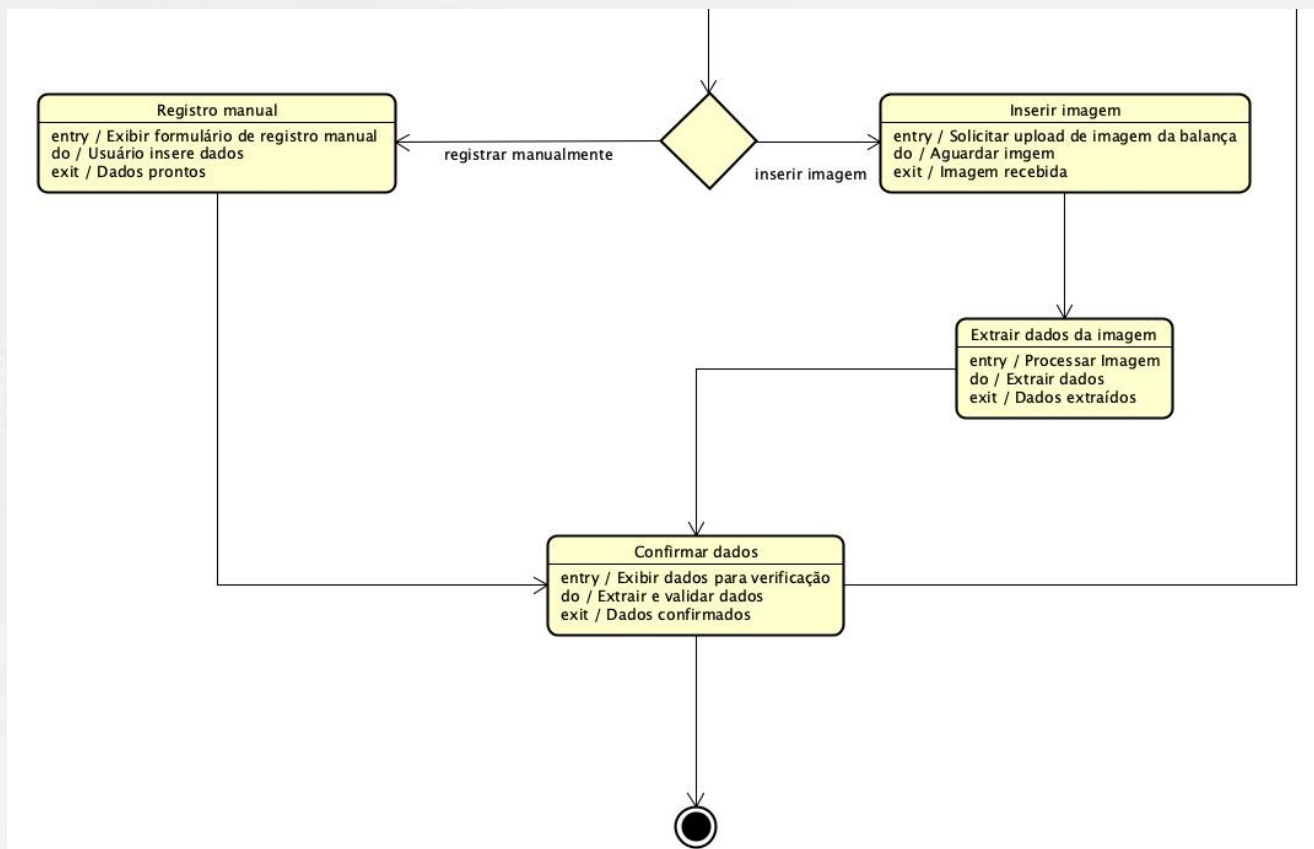 Registro manual
entry / Exibir formulário de registro manual
do / Usuário insere dados
exit / Dados prontos
registrar manualmente
inserir imagem
Inserir imagem
entry / Solicitar upload de imagem da balança
do / Aguardar imgem
exit / Imagem recebida
Extrair dados da imagem
entry / Processar Imagem
do / Extrair dados
exit / Dados extraídos
Confirmar dados
entry / Exibir dados para verificação
do / Extrair e validar dados
exit / Dados confirmados